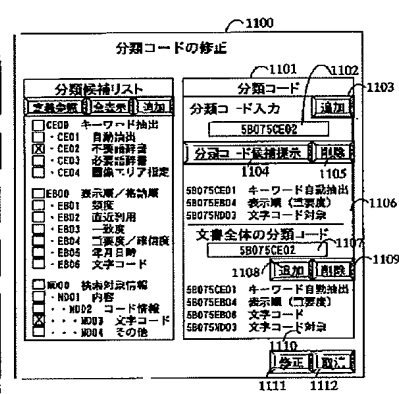 1100
分類コードの修正
分類候補リスト
定義参照 全表示 追加
CE00 キーワード抽出
・CE01 自動抽出
・CE02 不要語辞書
・CE03 必要語辞書
・CE04 画像エリア指定
EB00 表示順/格納順
・EB01 類度
・EB02 直近利用
・EB03 一致度
・EB04 重要度/確信度
・EB05 年月日時
・EB06 文字コード
ND00 検索対象情報
・ND01 内容
・・ND02 コード情報
・・・ND03 文字コード
・・・ND04 その他
1101
1102
1103
分類コード
分類コード入力 追加
5B075CE02
分類コード候補提示 削除
1104
1105
5B075CE01 キーワード自動抽出
5B075EB04 表示順(重要度)
5B075ND03 文字コード対象
1106
文書全体の分類コード
5B075CE02
1107
1108
追加 削除
1109
5B075CE01 キーワード自動抽出
5B075EB04 表示順(重要度)
5B075EB06 文字コード
5B075ND03 文字コード対象
1110
修正 取消
1111
1112